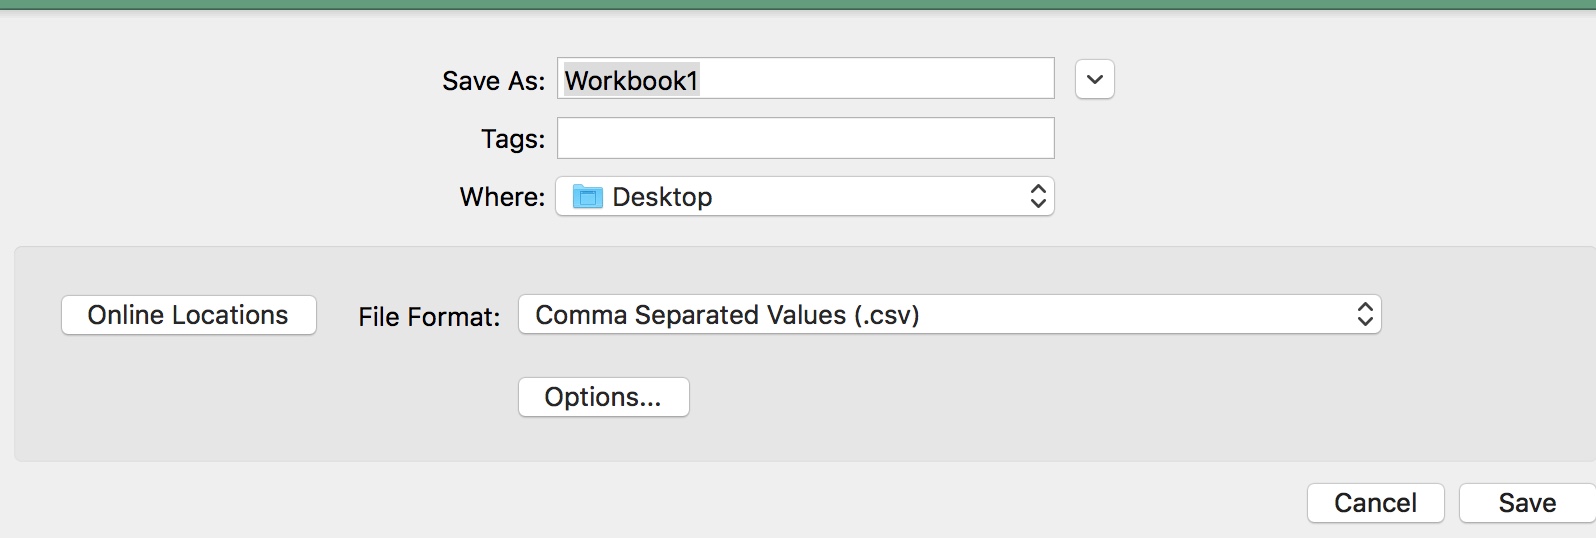 Save As: Workbook1
Tags:
Where: Desktop
Online Locations File Format: Comma Separated Values (.csv)
Options...
Cancel Save